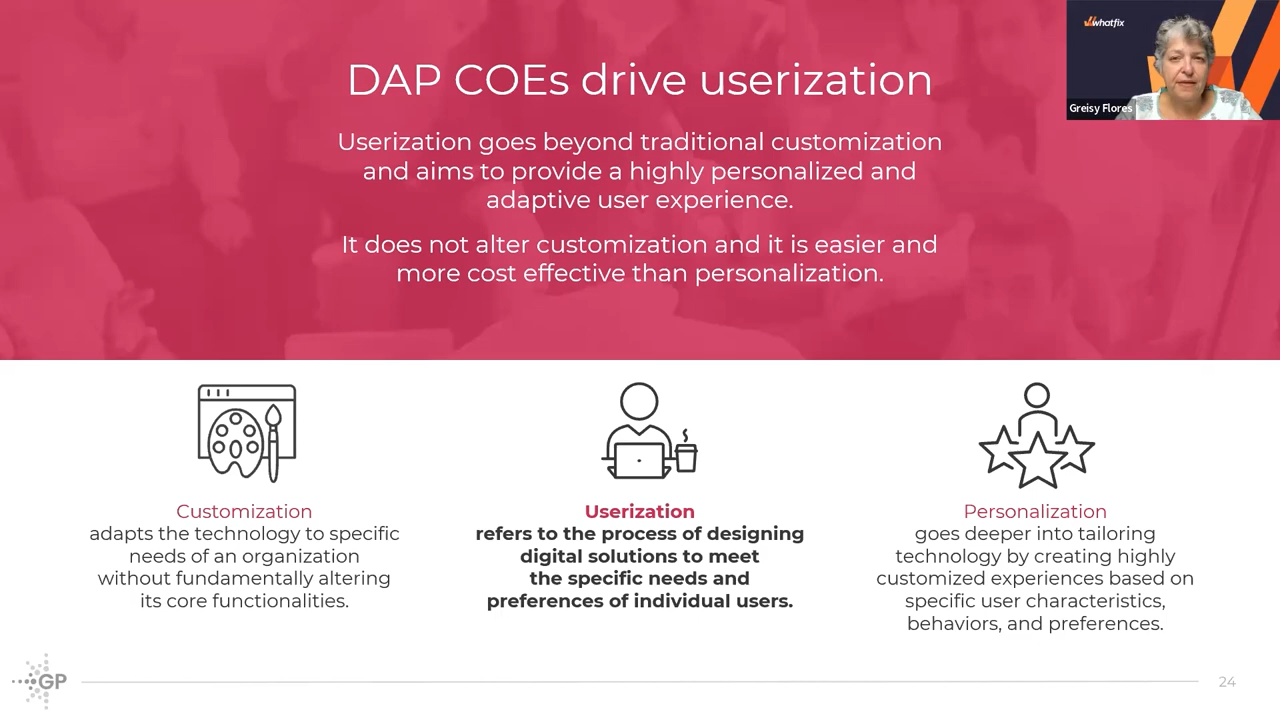 DAP COEs drive userization
Userization goes beyond traditional customization
and aims to provide a highly personalized and
adaptive user experience.
It does not alter customization and it is easier and
more cost effective than personalization.
whatfix
Greisy Flores
Customization
adapts the technology to specific
needs of an organization
without fundamentally altering
its core functionalities.
Userization
refers to the process of designing
digital solutions to meet
the specific needs and
preferences of individual users.
Personalization
goes deeper into tailoring
technology by creating highly
customized experiences based on
specific user characteristics,
behaviors, and preferences.
GP
24